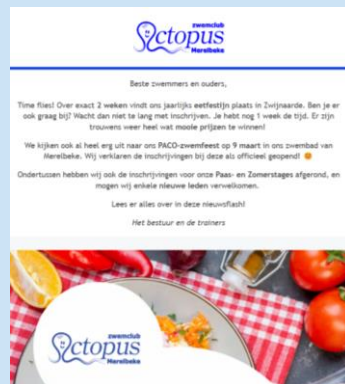 zwemclub
Octopus
Merelbeke
Beste zwemmers en ouders,
Time flies! Over exact 2 weken vindt ons jaarlijks eetfestijn plaats in Zwijnaarde. Ben je er
ook graag bij? Wacht dan niet te lang met inschrijven. Je hebt nog 1 week de tijd. Er zijn
trouwens weer heel wat mooie prijzen te winnen!
We kijken ook al heel erg uit naar ons PACO-zwemfeest op 9 maart in ons zwembad van
Merelbeke. Wij verklaren de inschrijvingen bij deze als officieel geopend! 🙂
Ondertussen hebben wij ook de inschrijvingen voor onze Paas- en Zomerstages afgerond, en
mogen wij enkele nieuwe leden verwelkomen.
Lees er alles over in deze nieuwsflash!
Het bestuur en de trainers
zwemclub
Octopus
Merelbeke